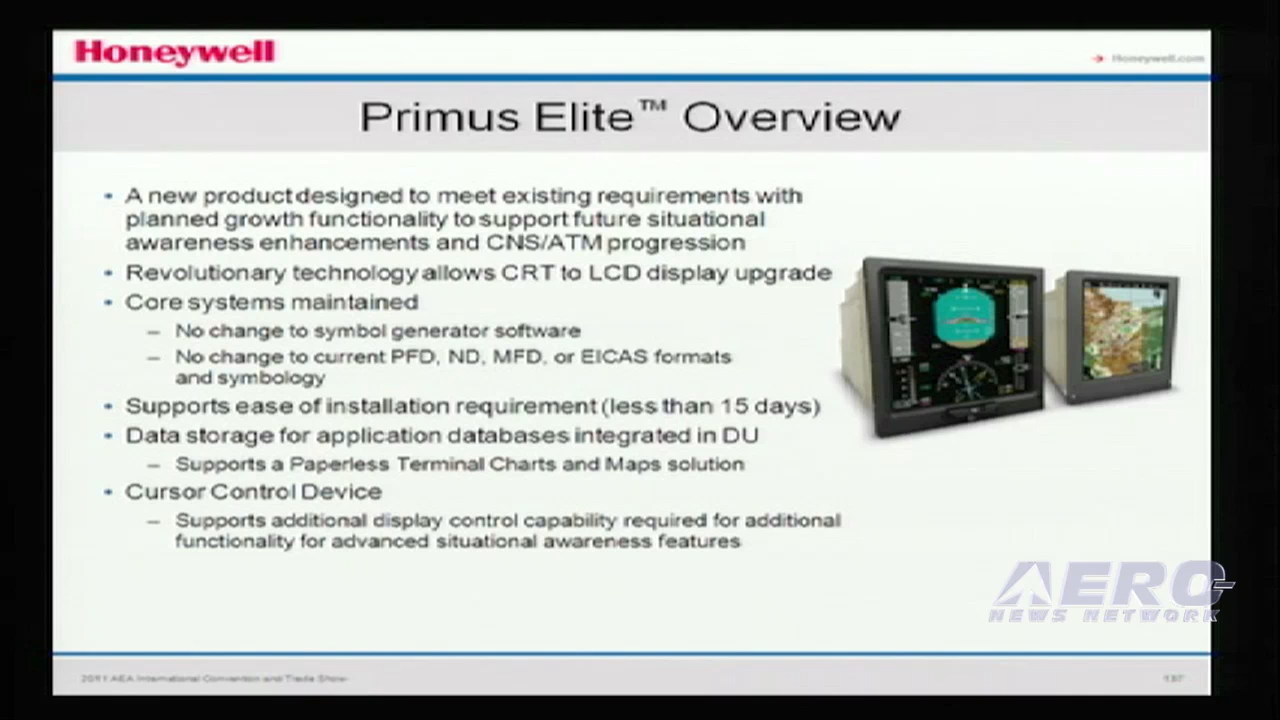 Honeywell
Honeywell.com
Primus Elite™ Overview
• A new product designed to meet existing requirements with
planned growth functionality to support future situational
awareness enhancements and CNS/ATM progression
• Revolutionary technology allows CRT to LCD display upgrade
• Core systems maintained
– No change to symbol generator software
– No change to current PFD, ND, MFD, or EICAS formats
and symbology
• Supports ease of installation requirement (less than 15 days)
• Data storage for application databases integrated in DU
– Supports a Paperless Terminal Charts and Maps solution
• Cursor Control Device
– Supports additional display control capability required for additional
functionality for advanced situational awareness features
AERO
NEWS NETWORK
2011 AEA International Convention and Trade Show